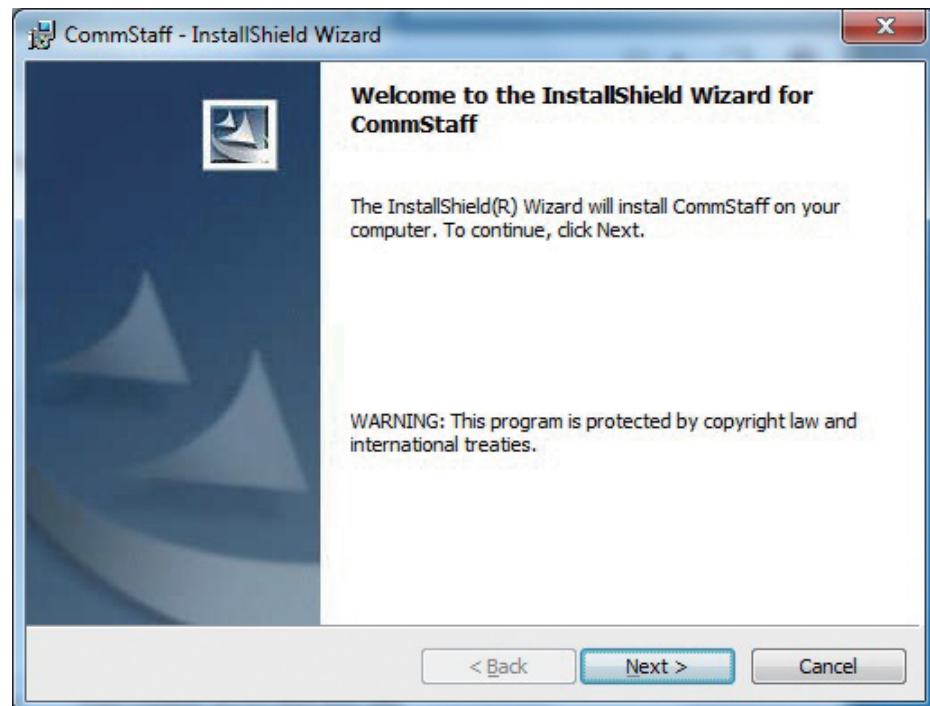 CommStaff - InstallShield Wizard
Welcome to the InstallShield Wizard for
CommStaff
The InstallShield(R) Wizard will install CommStaff on your
computer. To continue, click Next.
WARNING: This program is protected by copyright law and
international treaties.
< Back
Next >
Cancel